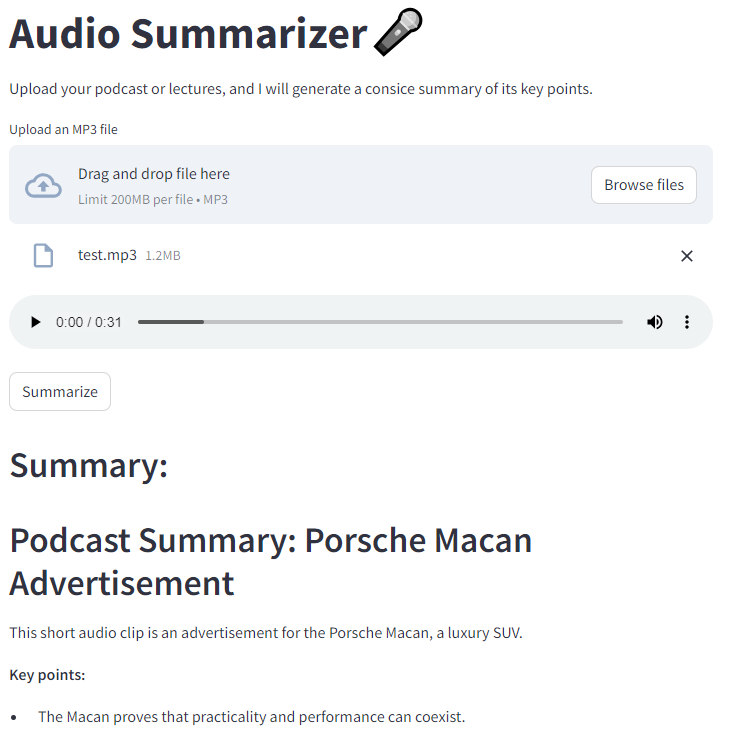 Audio Summarizer
Upload your podcast or lectures, and I will generate a consice summary of its key points.
Upload an MP3 file
Drag and drop file here
Limit 200MB per file • MP3
Browse files
test.mp3 1.2MB
0:00 / 0:31
Summarize
Summary:
Podcast Summary: Porsche Macan
Advertisement
This short audio clip is an advertisement for the Porsche Macan, a luxury SUV.
Key points:
• The Macan proves that practicality and performance can coexist.